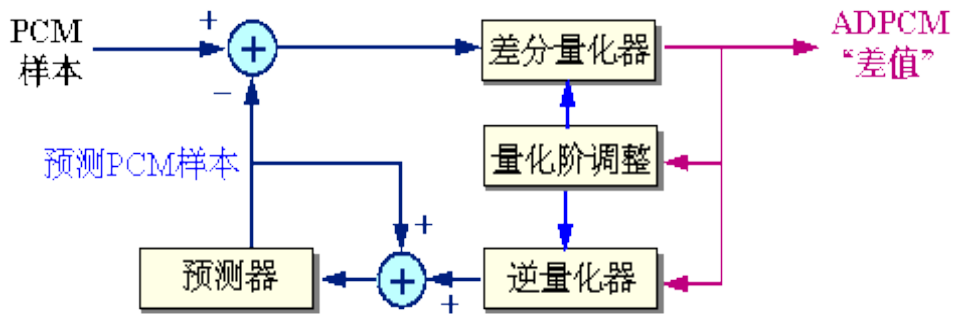 PCM
样本
+
+
−
差分量化器
ADPCM
“差值”
量化阶调整
预测PCM样本
+
预测器
+
+
逆量化器